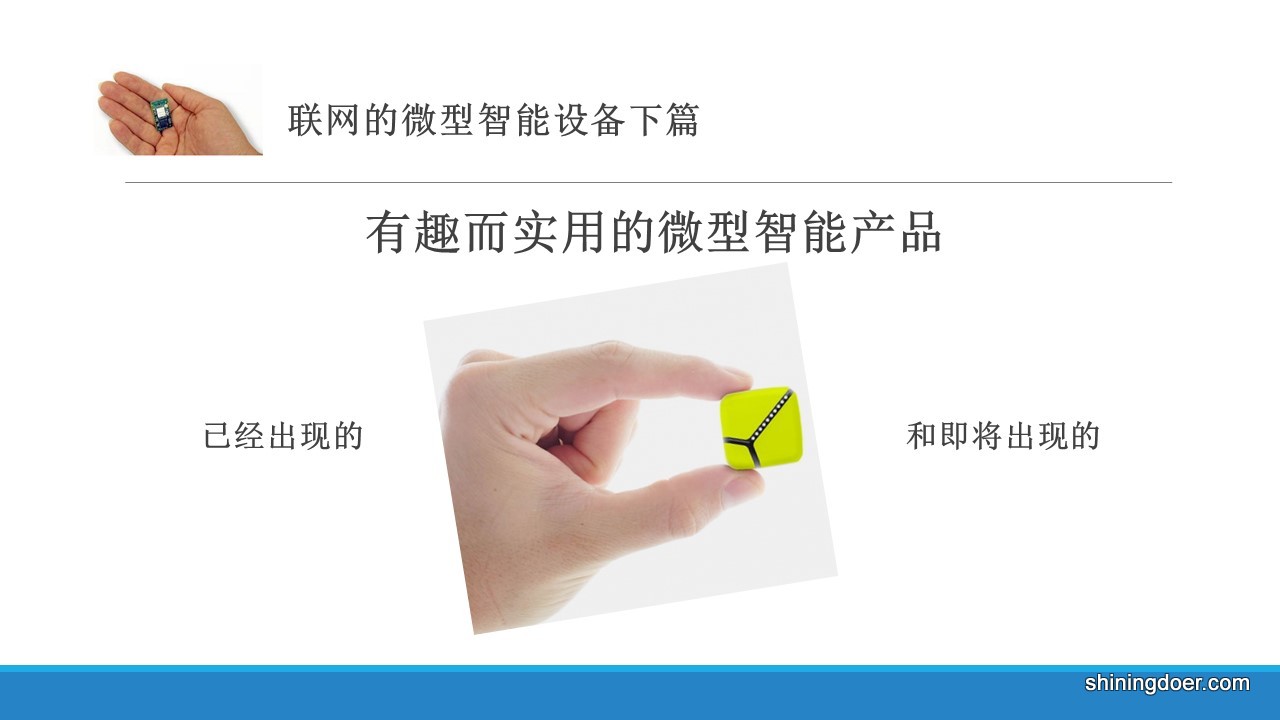 联网的微型智能设备下篇
有趣而实用的微型智能产品
已经出现的
和即将出现的
shiningdoer.com